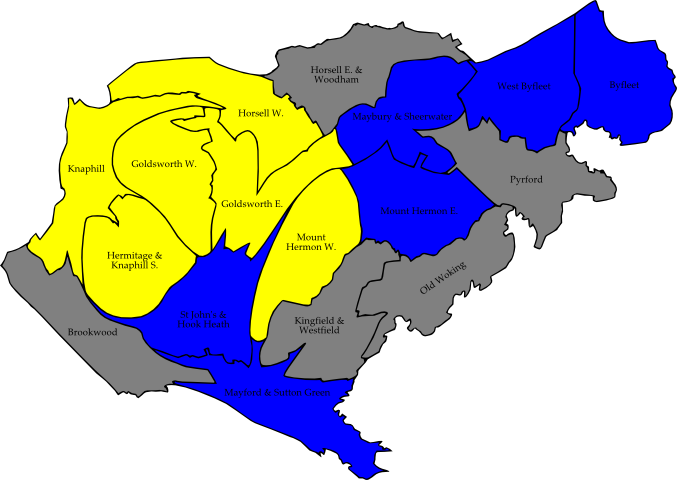 Horsell E. &
Woodham
West Byfleet
Byfleet
Horsell W.
Maybury & Sheerwater
Knaphill
Goldsworth W.
Pyrford
Goldsworth E.
Mount Hermon E.
Mount
Hermon W.
Hermitage &
Knaphill S.
Old Woking
St John's &
Hook Heath
Kingfield &
Westfield
Brookwood
Mayford & Sutton Green